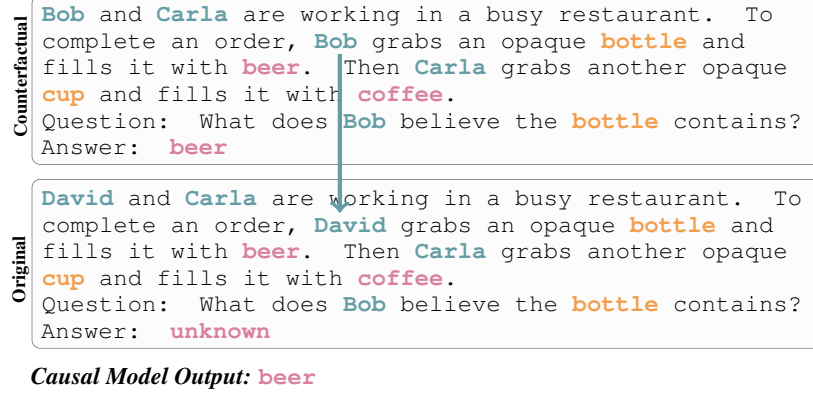 Counterfactual
Bob and Carla are working in a busy restaurant. To
complete an order, Bob grabs an opaque bottle and
fills it with beer. Then Carla grabs another opaque
cup and fills it with coffee.
Question: What does Bob believe the bottle contains?
Answer: beer
Original
David and Carla are working in a busy restaurant. To
complete an order, David grabs an opaque bottle and
fills it with beer. Then Carla grabs another opaque
cup and fills it with coffee.
Question: What does Bob believe the bottle contains?
Answer: unknown
Causal Model Output: beer